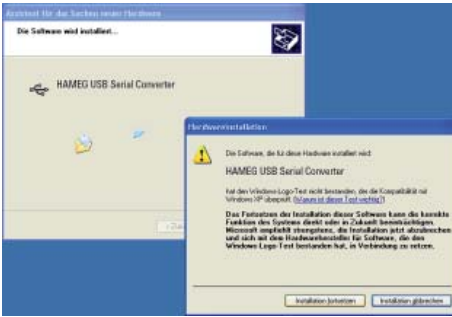 Assistent für das Suchen neuer Hardware
Die Software wird installiert...
HAMEG USB Serial Converter
Hardwareinstallation
Die Software, die für diese Hardware installiert wird:
HAMEG USB Serial Converter
hat den Windows-Logo-Test nicht bestanden, der die Kompatibilität mit
Windows XP überprüft. (Warum ist dieser Test wichtig?)
Das Fortsetzen der Installation dieser Software kann die korrekte
Funktion des Systems direkt oder in Zukunft beeinträchtigen.
Microsoft empfiehlt strengstens, die Installation jetzt abzubrechen
und sich mit dem Hardwarehersteller für Software, die den
Windows-Logo-Test bestanden hat, in Verbindung zu setzen.
Installation fortsetzen
Installation abbrechen